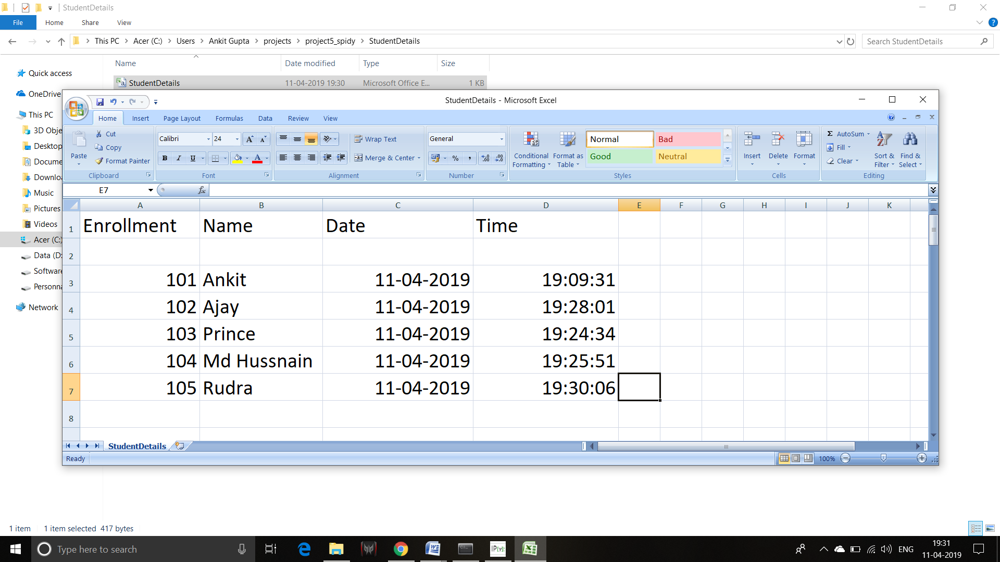 StudentDetails
File Home Share View
This PC Acer (C:) Users Ankit Gupta projects project5_spidy StudentDetails Search StudentDetails
Name Date modified Type Size
StudentDetails 11-04-2019 19:30 Microsoft Office E... 1 KB
Quick access
OneDrive
This PC
3D Obje
Desktop
Docume
Downlo
Music
Pictures
Videos
Acer (C:)
Data (D:
Software
Personna
Network
StudentDetails - Microsoft Excel
Home Insert Page Layout Formulas Data Review View
Paste
Cut
Copy
Format Painter
Clipboard
Calibri 24
B I U
Font
Wrap Text
Merge & Center
Alignment
General
Number
Conditional Formatting
Format as Table
Normal Bad
Good Neutral
Styles
Insert Delete Format
Cells
AutoSum
Fill
Clear
Sort & Filter
Find & Select
Editing
E7
A B C D E F G H I J K
1 Enrollment Name Date Time
2
3 101 Ankit 11-04-2019 19:09:31
4 102 Ajay 11-04-2019 19:28:01
5 103 Prince 11-04-2019 19:24:34
6 104 Md Hussnain 11-04-2019 19:25:51
7 105 Rudra 11-04-2019 19:30:06
8
StudentDetails
Ready 100%
1 item 1 item selected 417 bytes
Type here to search
IP[y]:
ENG
19:31
11-04-2019